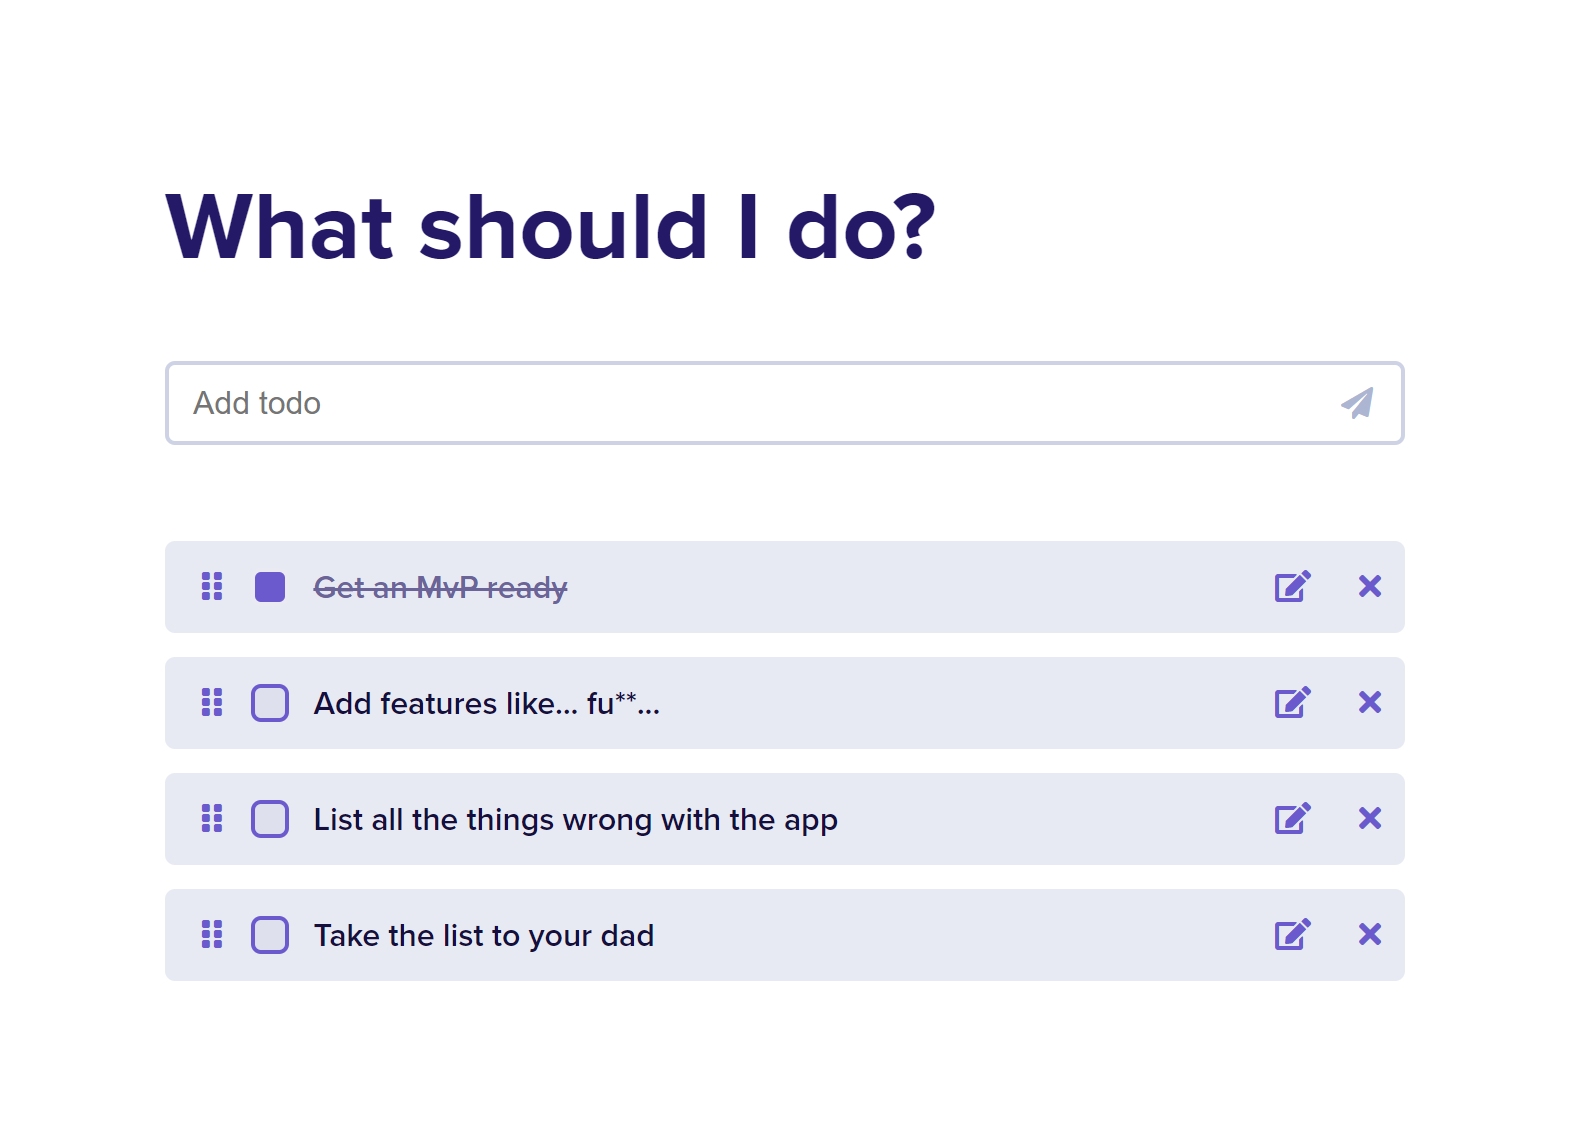 What should I do?
Add todo
Get an MvP ready
Add features like... fu**...
List all the things wrong with the app
Take the list to your dad